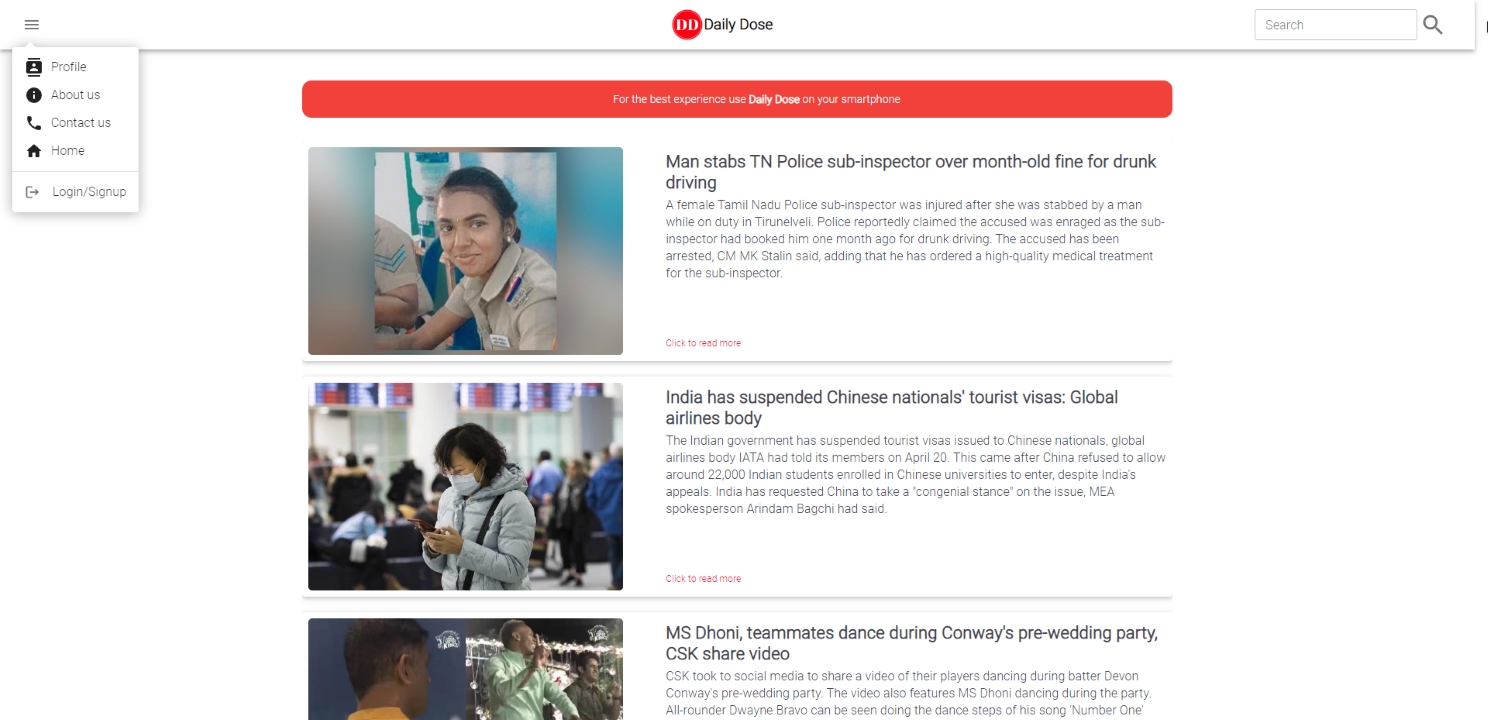 DD Daily Dose
Search
Profile
About us
Contact us
Home
Login/Signup
For the best experience use Daily Dose on your smartphone
Man stabs TN Police sub-inspector over month-old fine for drunk
driving
A female Tamil Nadu Police sub-inspector was injured after she was stabbed by a man
while on duty in Tirunelveli. Police reportedly claimed the accused was enraged as the sub-
inspector had booked him one month ago for drunk driving. The accused has been
arrested, CM MK Stalin said, adding that he has ordered a high-quality medical treatment
for the sub-inspector.
Click to read more
India has suspended Chinese nationals' tourist visas: Global
airlines body
The Indian government has suspended tourist visas issued to Chinese nationals, global
airlines body IATA had told its members on April 20. This came after China refused to allow
around 22,000 Indian students enrolled in Chinese universities to enter, despite India's
appeals. India has requested China to take a "congenial stance" on the issue, MEA
spokesperson Arindam Bagchi had said.
Click to read more
MS Dhoni, teammates dance during Conway's pre-wedding party,
CSK share video
CSK took to social media to share a video of their players dancing during batter Devon
Conway's pre-wedding party. The video also features MS Dhoni dancing during the party.
All-rounder Dwayne Bravo can be seen doing the dance steps of his song 'Number One'